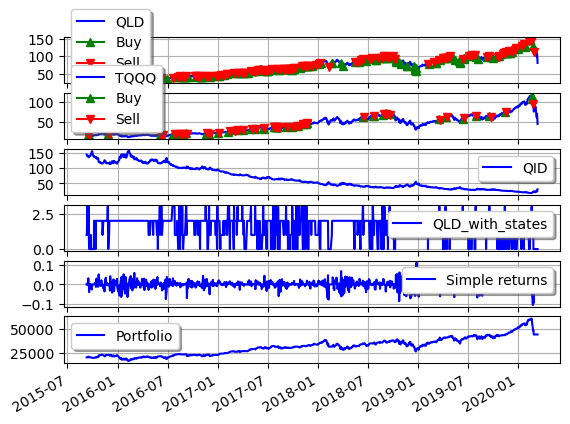 QLD
Buy
Sell
150
100
50
TQQQ
Buy
Sell
100
50
150
100
50
QID
2.5
0.0
QLD_with_states
0.1
0.0
−0.1
Simple returns
50000
25000
Portfolio
2015-07
2016-01
2016-07
2017-01
2017-07
2018-01
2018-07
2019-01
2019-07
2020-01